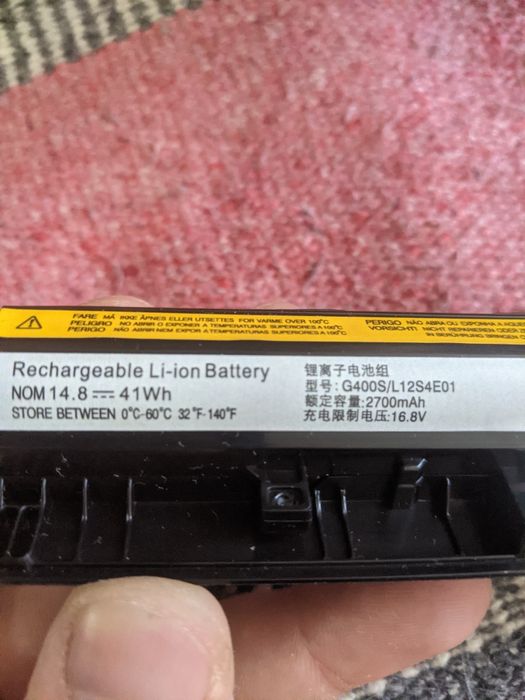 FARE MÅ IKKE ÅPNES ELLER UTSETTES FOR VARME OVER 100°C
PELIGRO NO ABRIR O EXPONER A TEMPERATURAS SUPERIORES A 100°C
PERIGO NÃO ABRIR NEM EXPOR A TEMPERATURAS SUPERIORES A 100°C
PERIGO NÃO ABRA OU EXPONHA A
VORSICHT! NICHT REPARIEREN ODER
IN BERÜHRUNG BRINGEN
Rechargeable Li-ion Battery
NOM 14.8 ⎓ 41Wh
STORE BETWEEN 0°C-60°C 32°F-140°F
锂离子电池组
型号:G400S/L12S4E01
额定容量:2700mAh
充电限制电压:16.8V